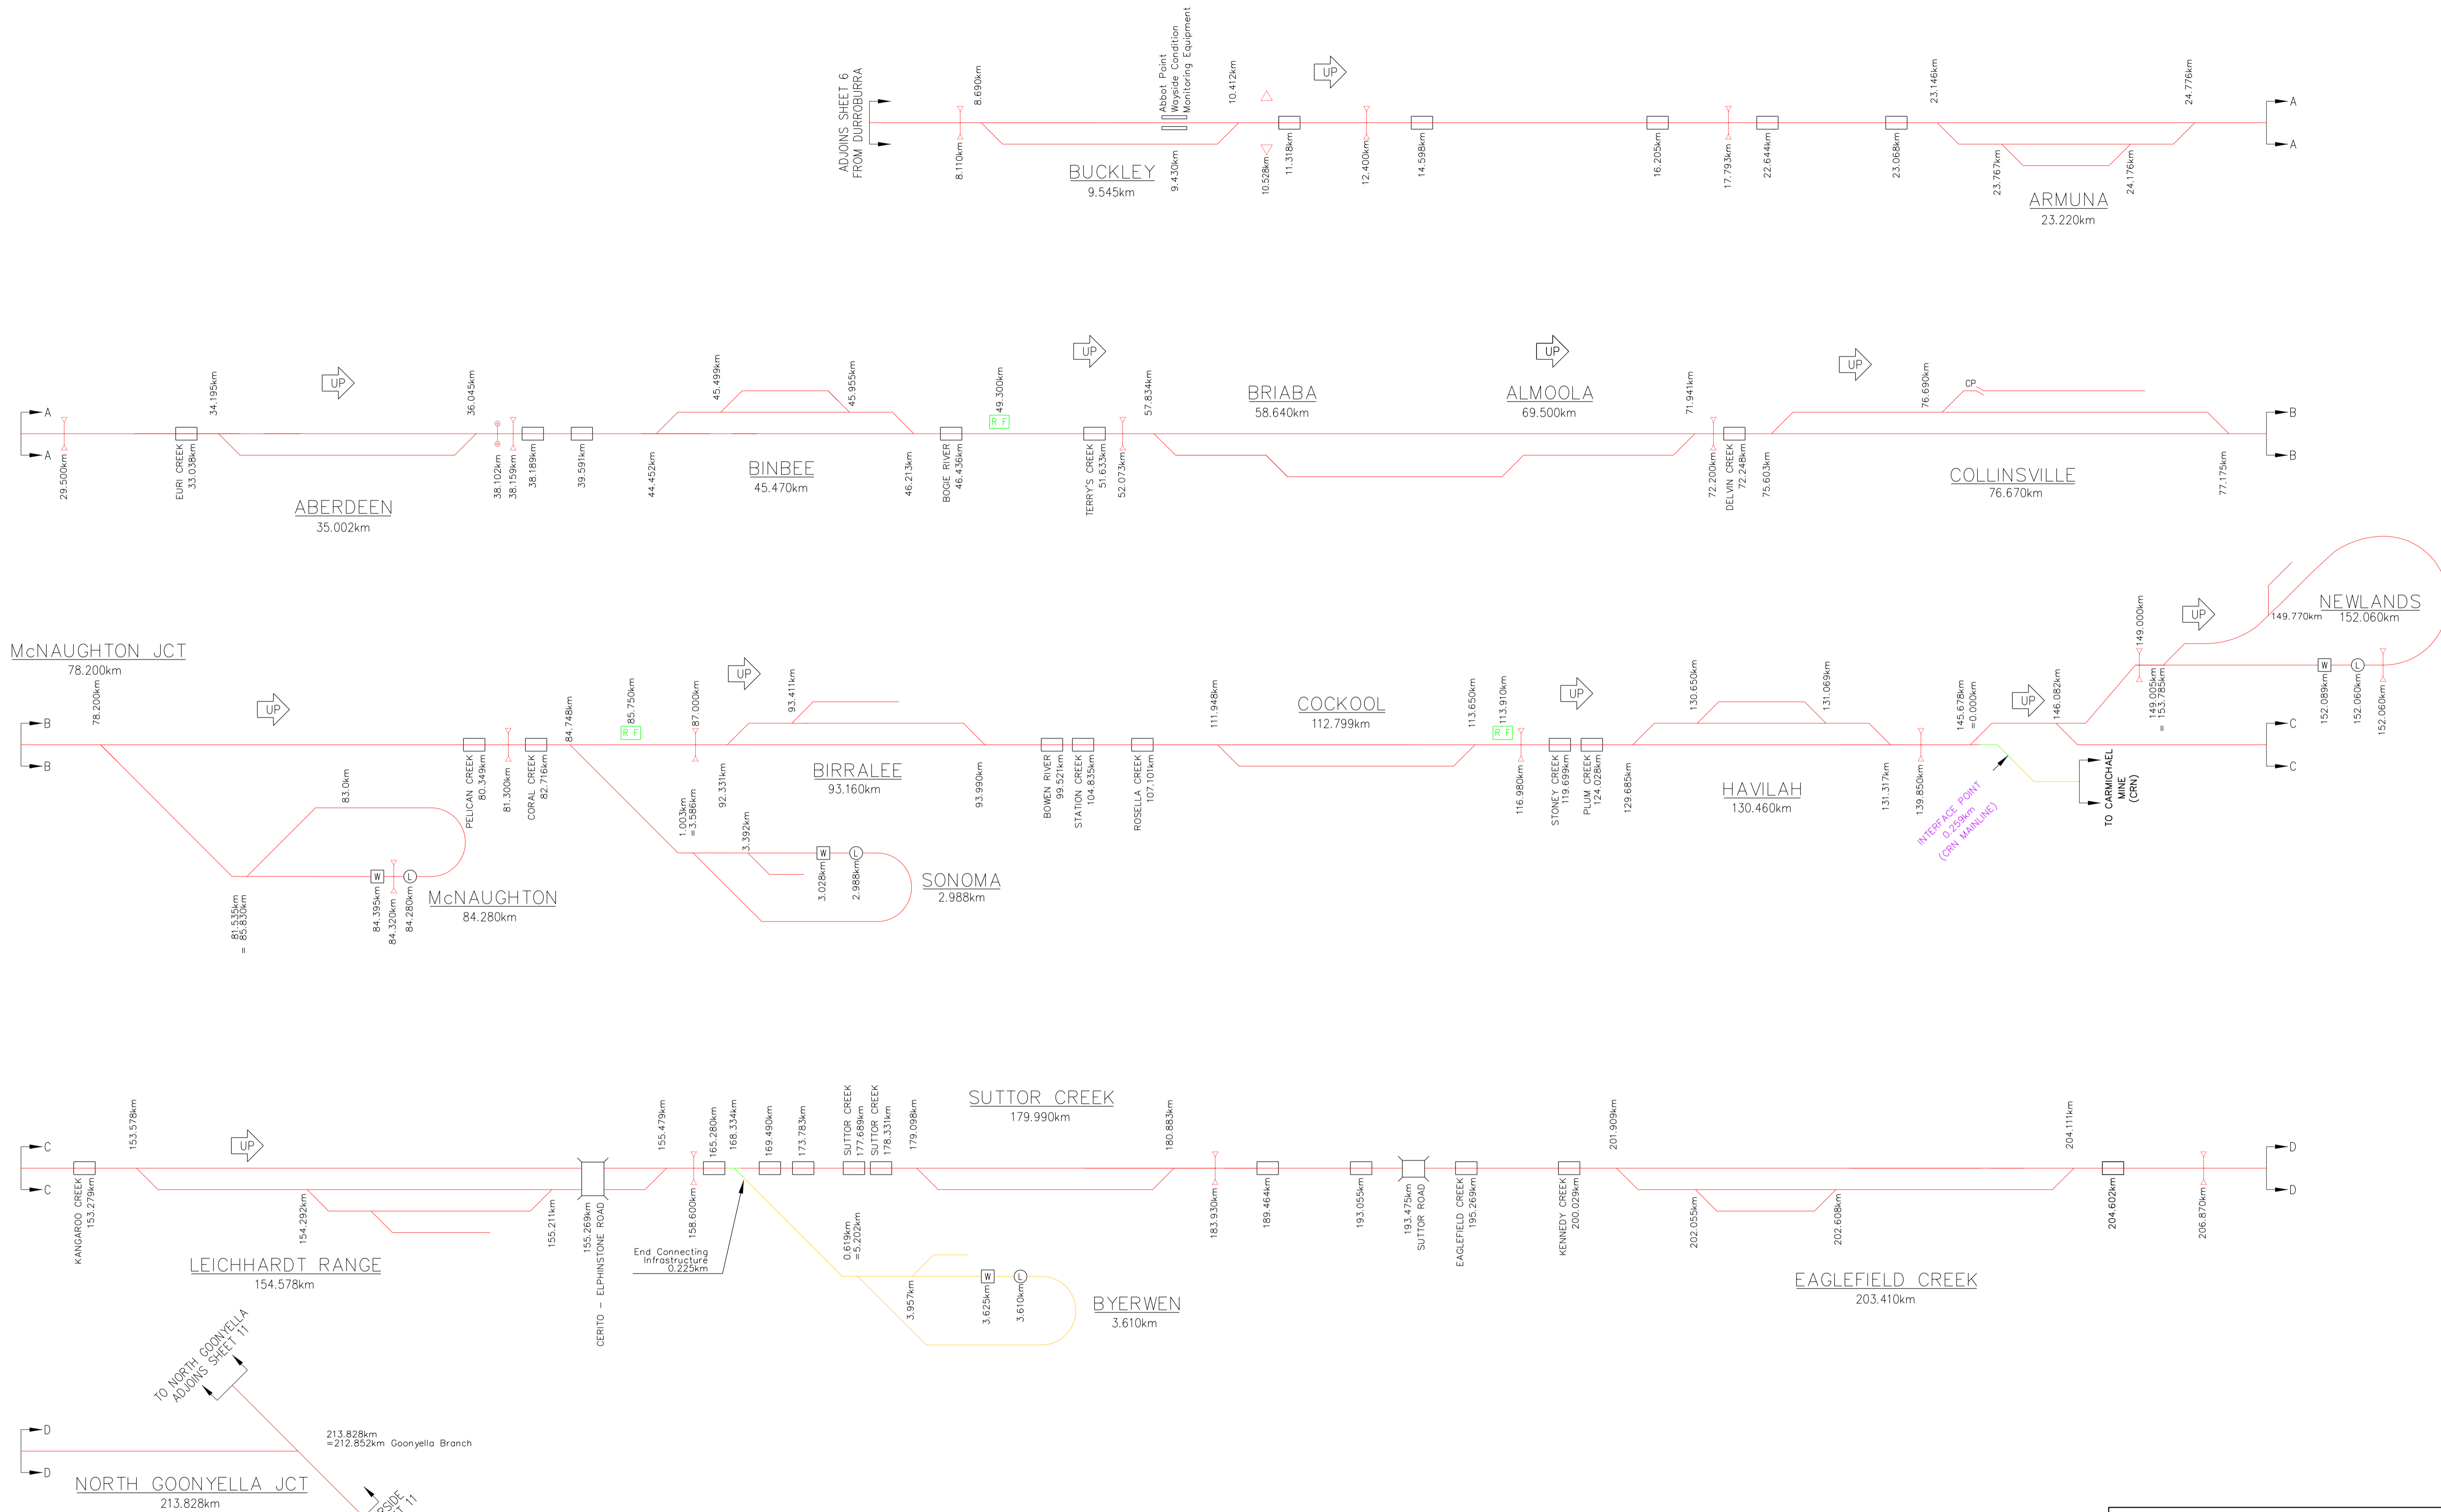 ADJOINS SHEET 6
FROM DURROBURRA
8.110km
8.690km
BUCKLEY
9.545km
Abbot Point
Wayside Condition
Monitoring Equipment
9.430km
10.412km
10.528km
11.318km
UP
12.400km
14.598km
16.205km
17.793km
22.644km
23.068km
23.146km
23.767km
24.176km
24.776km
ARMUNA
23.220km
A
A
A
A
29.500km
EURI CREEK
33.038km
34.195km
UP
ABERDEEN
35.002km
36.045km
38.102km
38.159km
38.189km
39.591km
44.452km
45.499km
BINBEE
45.470km
45.955km
46.213km
BOGIE RIVER
46.436km
49.300km
R F
UP
TERRY'S CREEK
51.633km
52.073km
57.834km
BRIABA
58.640km
UP
ALMOOLA
69.500km
71.941km
72.200km
DELVIN CREEK
72.248km
75.603km
UP
76.690km
CP
COLLINSVILLE
76.670km
77.175km
B
B
McNAUGHTON JCT
78.200km
78.200km
B
B
UP
81.535km
= 85.830km
83.0km
W
84.395km
84.320km
L
84.280km
McNAUGHTON
84.280km
PELICAN CREEK
80.349km
81.300km
CORAL CREEK
82.716km
84.748km
85.750km
R F
87.000km
1.003km
=3.586km
3.392km
W
3.028km
L
2.988km
SONOMA
2.988km
UP
92.331km
93.411km
BIRRALEE
93.160km
93.990km
BOWEN RIVER
99.521km
STATION CREEK
104.835km
ROSELLA CREEK
107.101km
111.948km
COCKOOL
112.799km
113.650km
113.910km
R F
116.980km
UP
STONEY CREEK
119.699km
PLUM CREEK
124.028km
129.685km
130.650km
131.069km
HAVILAH
130.460km
131.317km
139.850km
145.678km
=0.000km
INTERFACE POINT
0.259km
(CRN MAINLINE)
UP
146.082km
TO CARMICHAEL
MINE
(CRN)
149.000km
149.005km
= 153.785km
UP
149.770km
NEWLANDS
152.060km
W
152.089km
L
152.060km
152.060km
C
C
C
C
KANGAROO CREEK
153.279km
153.578km
UP
154.292km
LEICHHARDT RANGE
154.578km
155.211km
155.269km
CERITO - ELPHINSTONE ROAD
155.479km
158.600km
165.280km
168.334km
End Connecting
Infrastructure
0.225km
169.490km
173.783km
SUTTOR CREEK
177.689km
SUTTOR CREEK
178.331km
179.098km
0.619km
=5.202km
3.957km
W
3.625km
L
3.610km
BYERWEN
3.610km
SUTTOR CREEK
179.990km
180.883km
183.930km
189.464km
193.055km
193.475km
SUTTOR ROAD
EAGLEFIELD CREEK
195.269km
KENNEDY CREEK
200.029km
201.909km
202.055km
202.608km
EAGLEFIELD CREEK
203.410km
204.111km
204.602km
206.870km
D
D
TO NORTH GOONYELLA
ADJOINS SHEET 11
D
D
213.828km
=212.852km Goonyella Branch
NORTH GOONYELLA JCT
213.828km